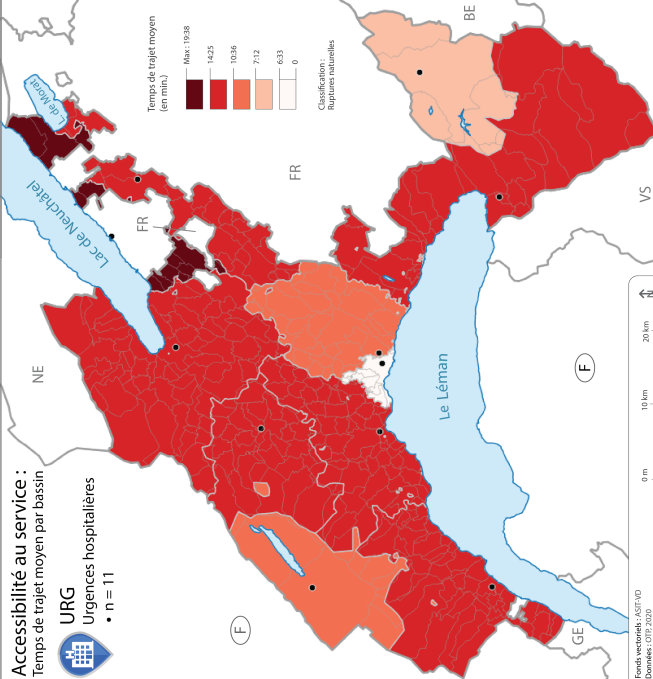 Accessibilité au service :
Temps de trajet moyen par bassin
H
URG
Urgences hospitalières
• n = 11
Temps de trajet moyen
(en min.)
Max : 19:38
14:25
10:36
7:12
6:33
0
Classification :
Ruptures naturelles
NE
FR
FR
BE
VS
GE
F
F
L. de Morat
Lac de Neuchâtel
Le Léman
0 m
10 km
20 km
N
Fonds vectoriels : ASIT-VD
Données : OTP, 2020